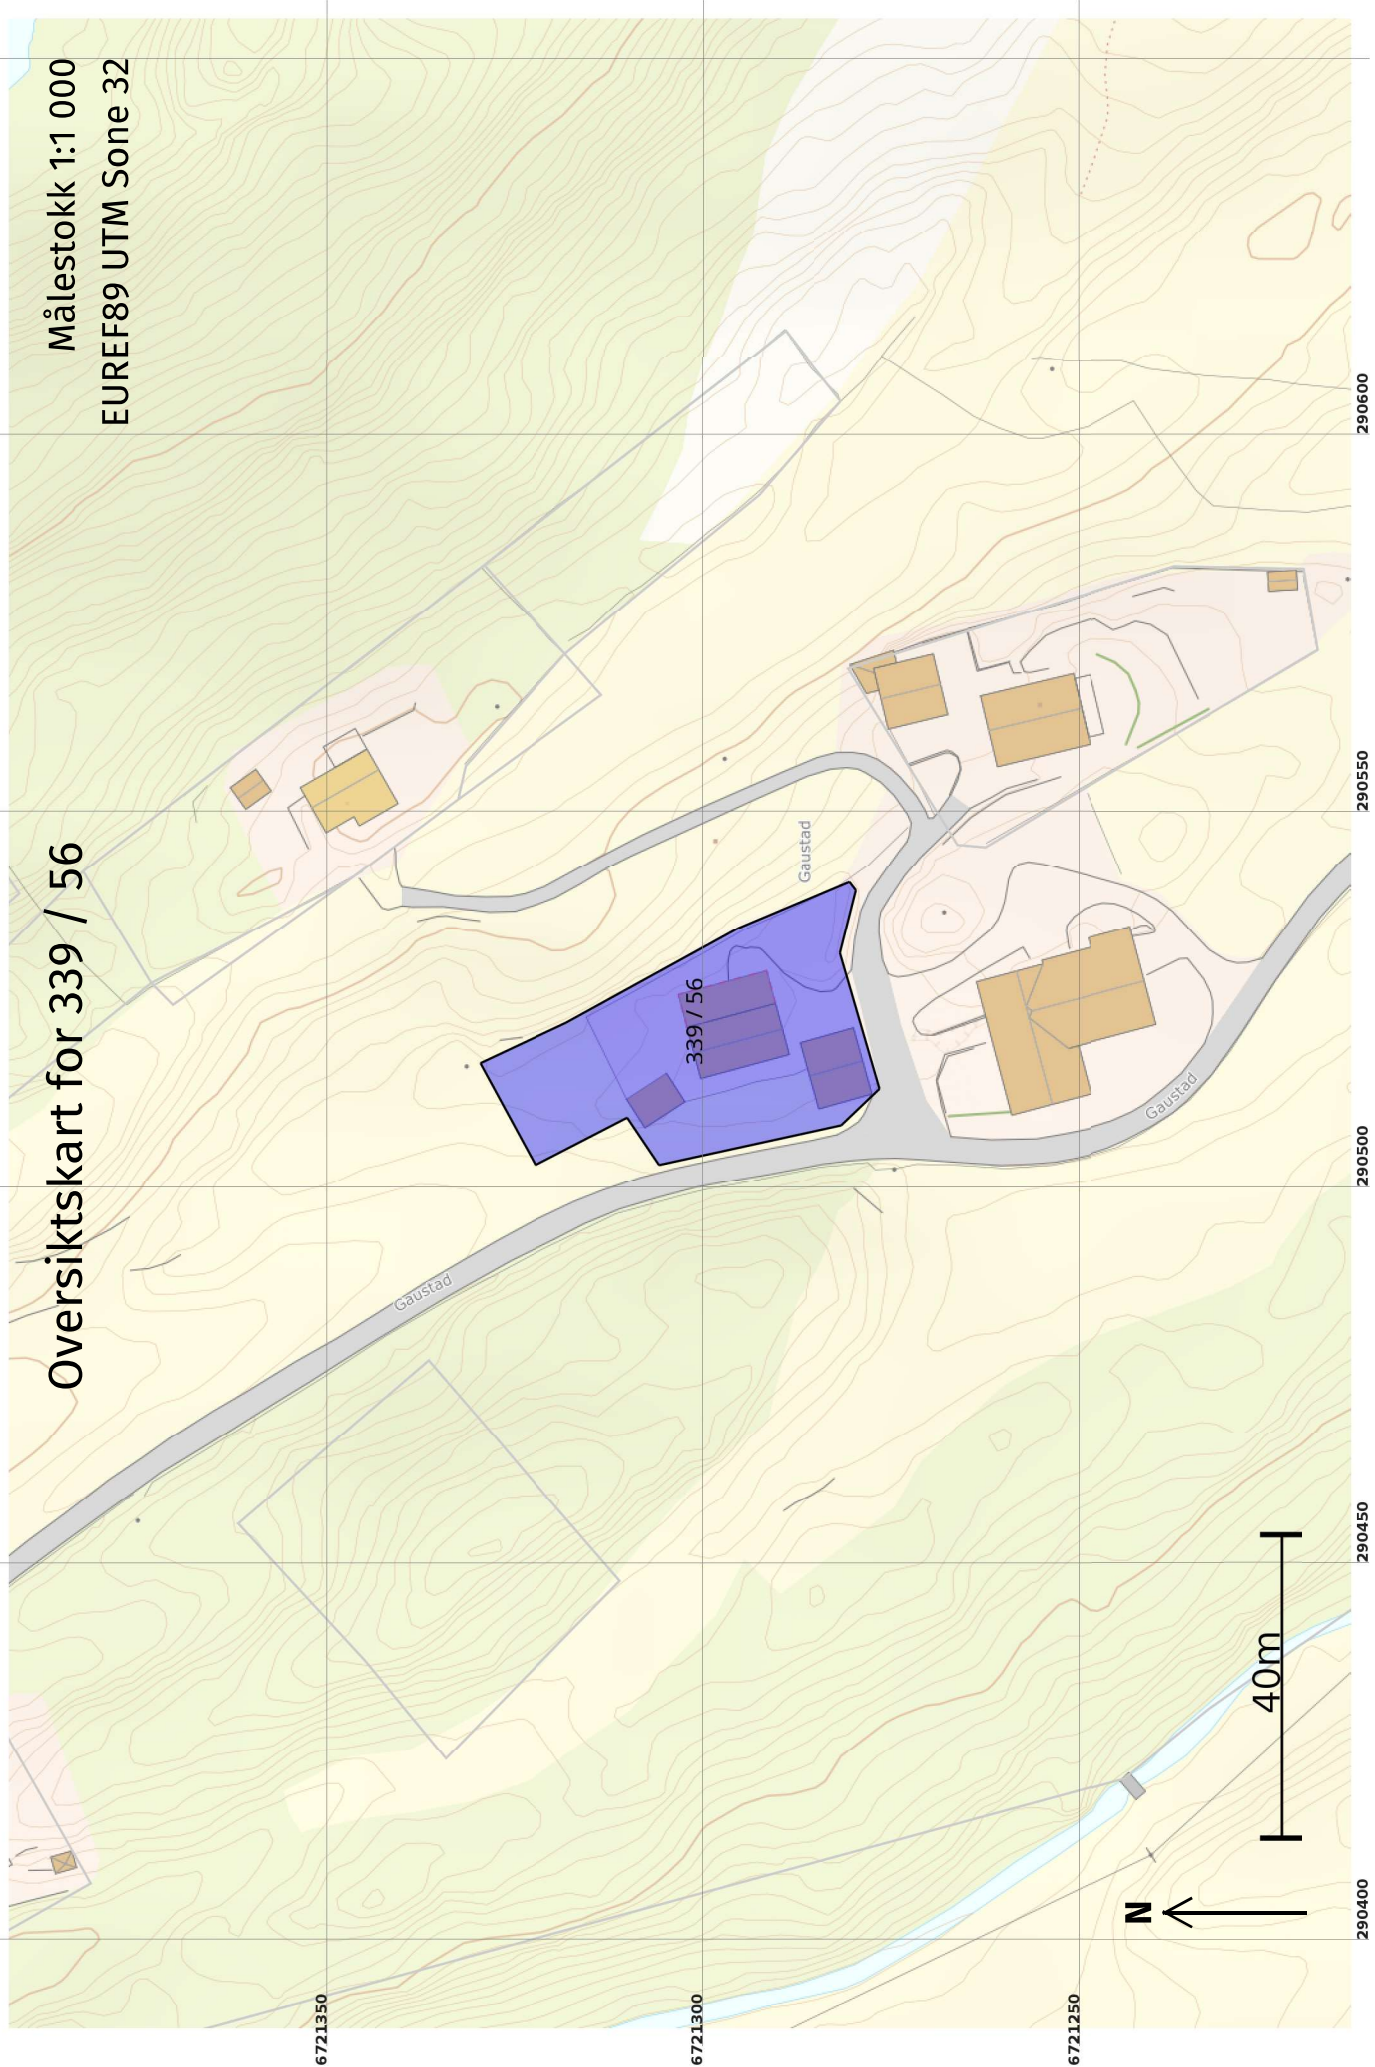 Oversiktskart for 339 / 56
Målestokk 1:1 000
EUREF89 UTM Sone 32
Gaustad
Gaustad
339 / 56
Gaustad
N
40m
6721350
6721300
6721250
290400
290450
290500
290550
290600